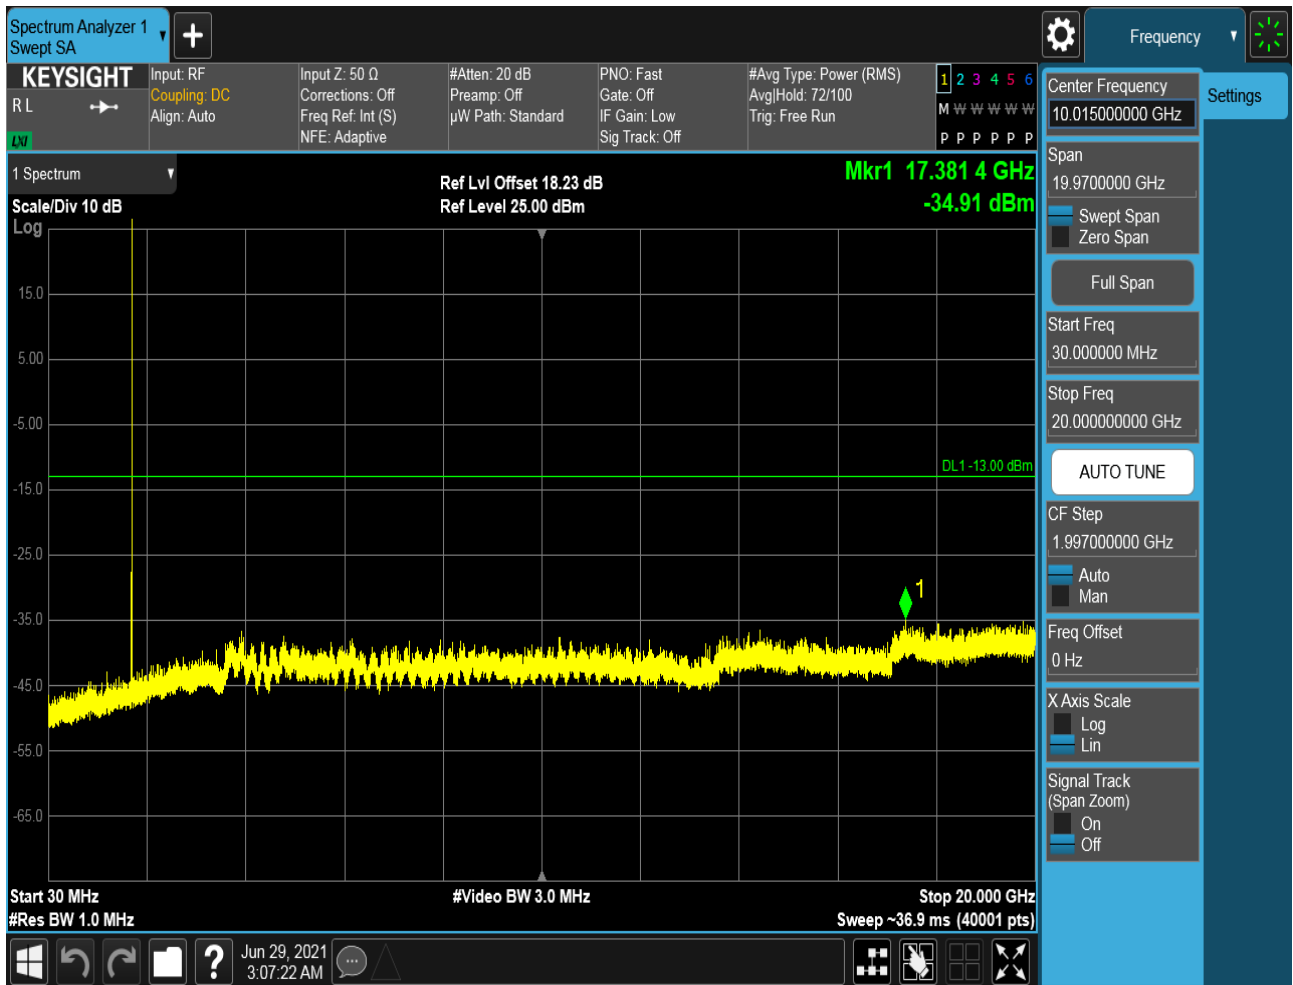 Spectrum Analyzer 1
Swept SA
Frequency
KEYSIGHT
R L
LXI
Input: RF
Coupling: DC
Align: Auto
Input Z: 50 Ω
Corrections: Off
Freq Ref: Int (S)
NFE: Adaptive
#Atten: 20 dB
Preamp: Off
µW Path: Standard
PNO: Fast
Gate: Off
IF Gain: Low
Sig Track: Off
#Avg Type: Power (RMS)
Avg|Hold: 72/100
Trig: Free Run
1 2 3 4 5 6
M W W W W W
P P P P P P
1 Spectrum
Scale/Div 10 dB
Log
Ref Lvl Offset 18.23 dB
Ref Level 25.00 dBm
Mkr1 17.381 4 GHz
-34.91 dBm
15.0
5.00
-5.00
-15.0
-25.0
-35.0
-45.0
-55.0
-65.0
DL1 -13.00 dBm
1
Start 30 MHz
#Res BW 1.0 MHz
#Video BW 3.0 MHz
Stop 20.000 GHz
Sweep ~36.9 ms (40001 pts)
Jun 29, 2021
3:07:22 AM
?
Center Frequency
10.015000000 GHz
Settings
Span
19.9700000 GHz
Swept Span
Zero Span
Full Span
Start Freq
30.000000 MHz
Stop Freq
20.000000000 GHz
AUTO TUNE
CF Step
1.997000000 GHz
Auto
Man
Freq Offset
0 Hz
X Axis Scale
Log
Lin
Signal Track
(Span Zoom)
On
Off